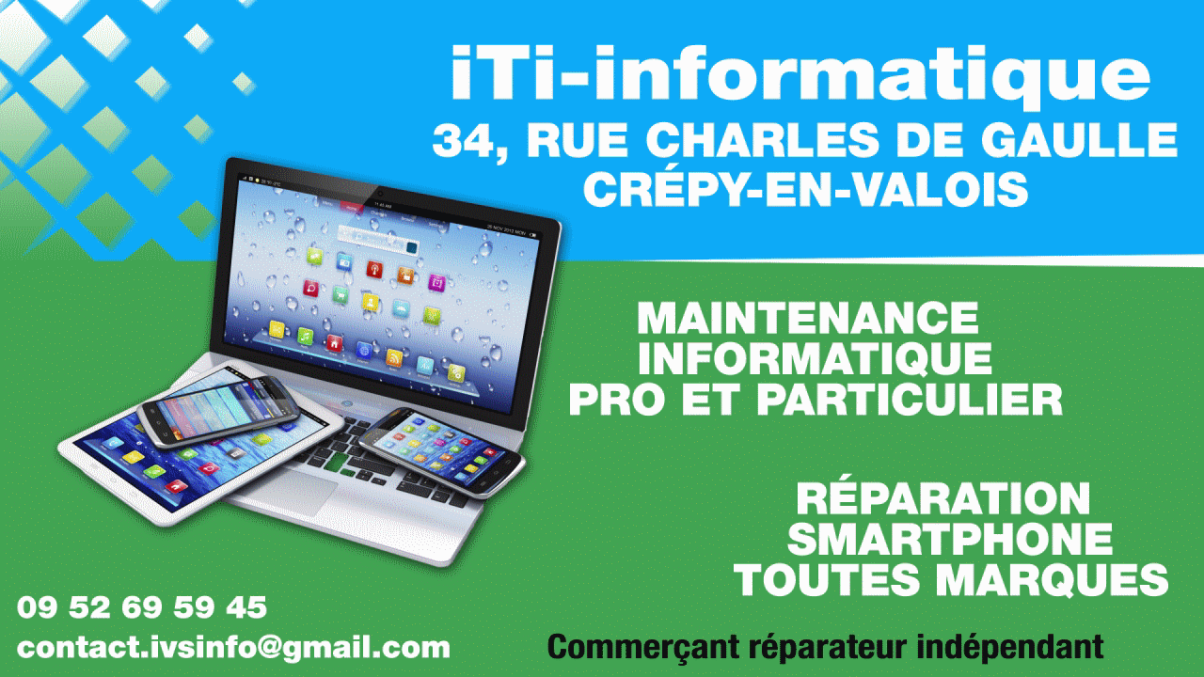 iTi-informatique
34, RUE CHARLES DE GAULLE
CRÉPY-EN-VALOIS
MAINTENANCE
INFORMATIQUE
PRO ET PARTICULIER
RÉPARATION
SMARTPHONE
TOUTES MARQUES
09 52 69 59 45
contact.ivsinfo@gmail.com
Commerçant réparateur indépendant